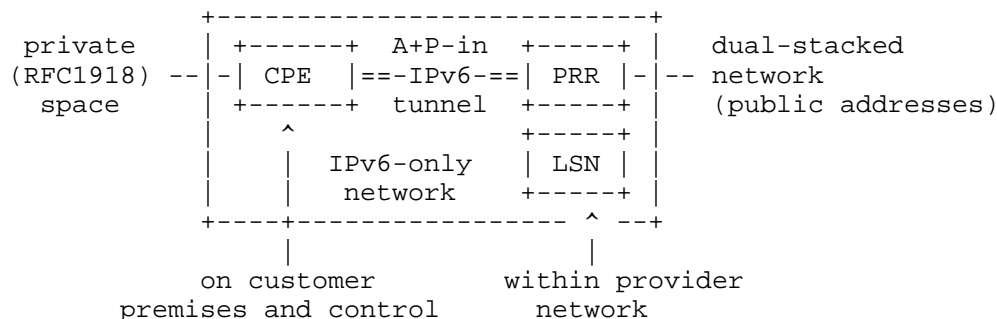 +-----------------------------+
private | +------+ A+P-in +-----+ | dual-stacked
(RFC1918) --|-| CPE |==-IPv6-==| PRR |-|-- network
space | +------+ tunnel +-----+ | (public addresses)
| ^ +-----+ |
| | IPv6-only | LSN | |
| | network +-----+ |
+----+----------------- ^ --+
| |
on customer within provider
premises and control network